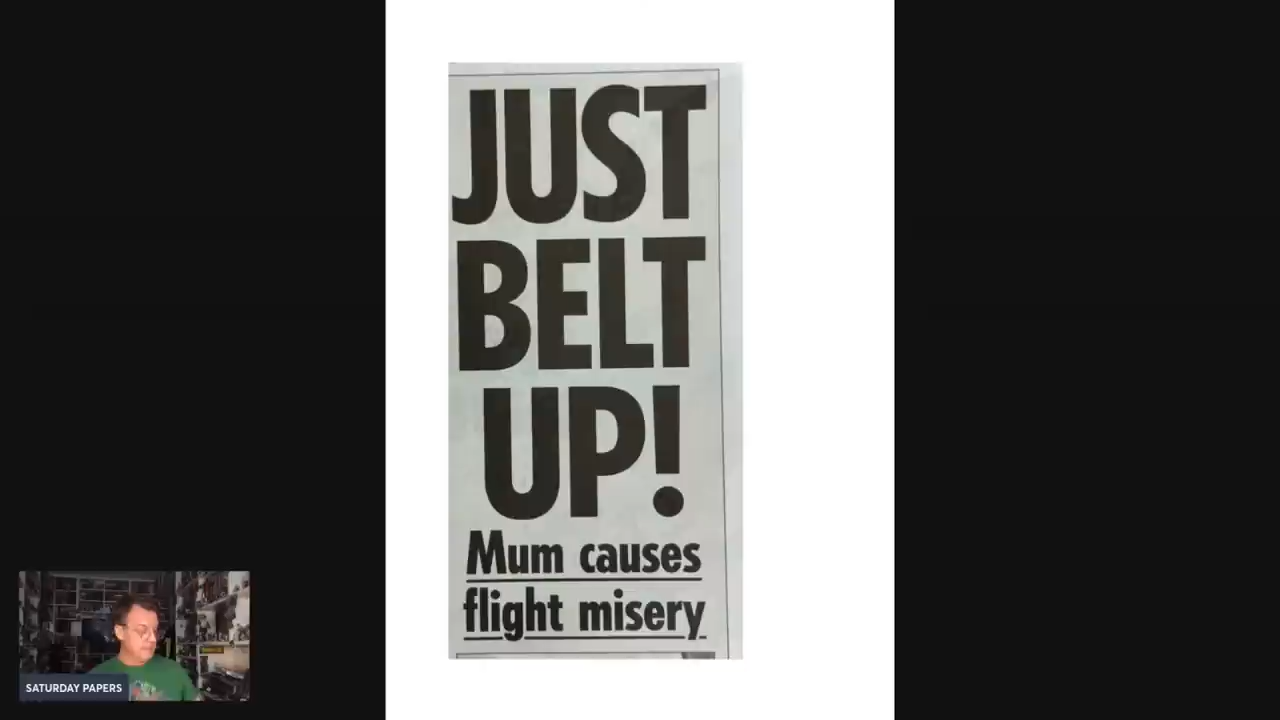 JUST
BELT
UP!
Mum causes
flight misery
SATURDAY PAPERS